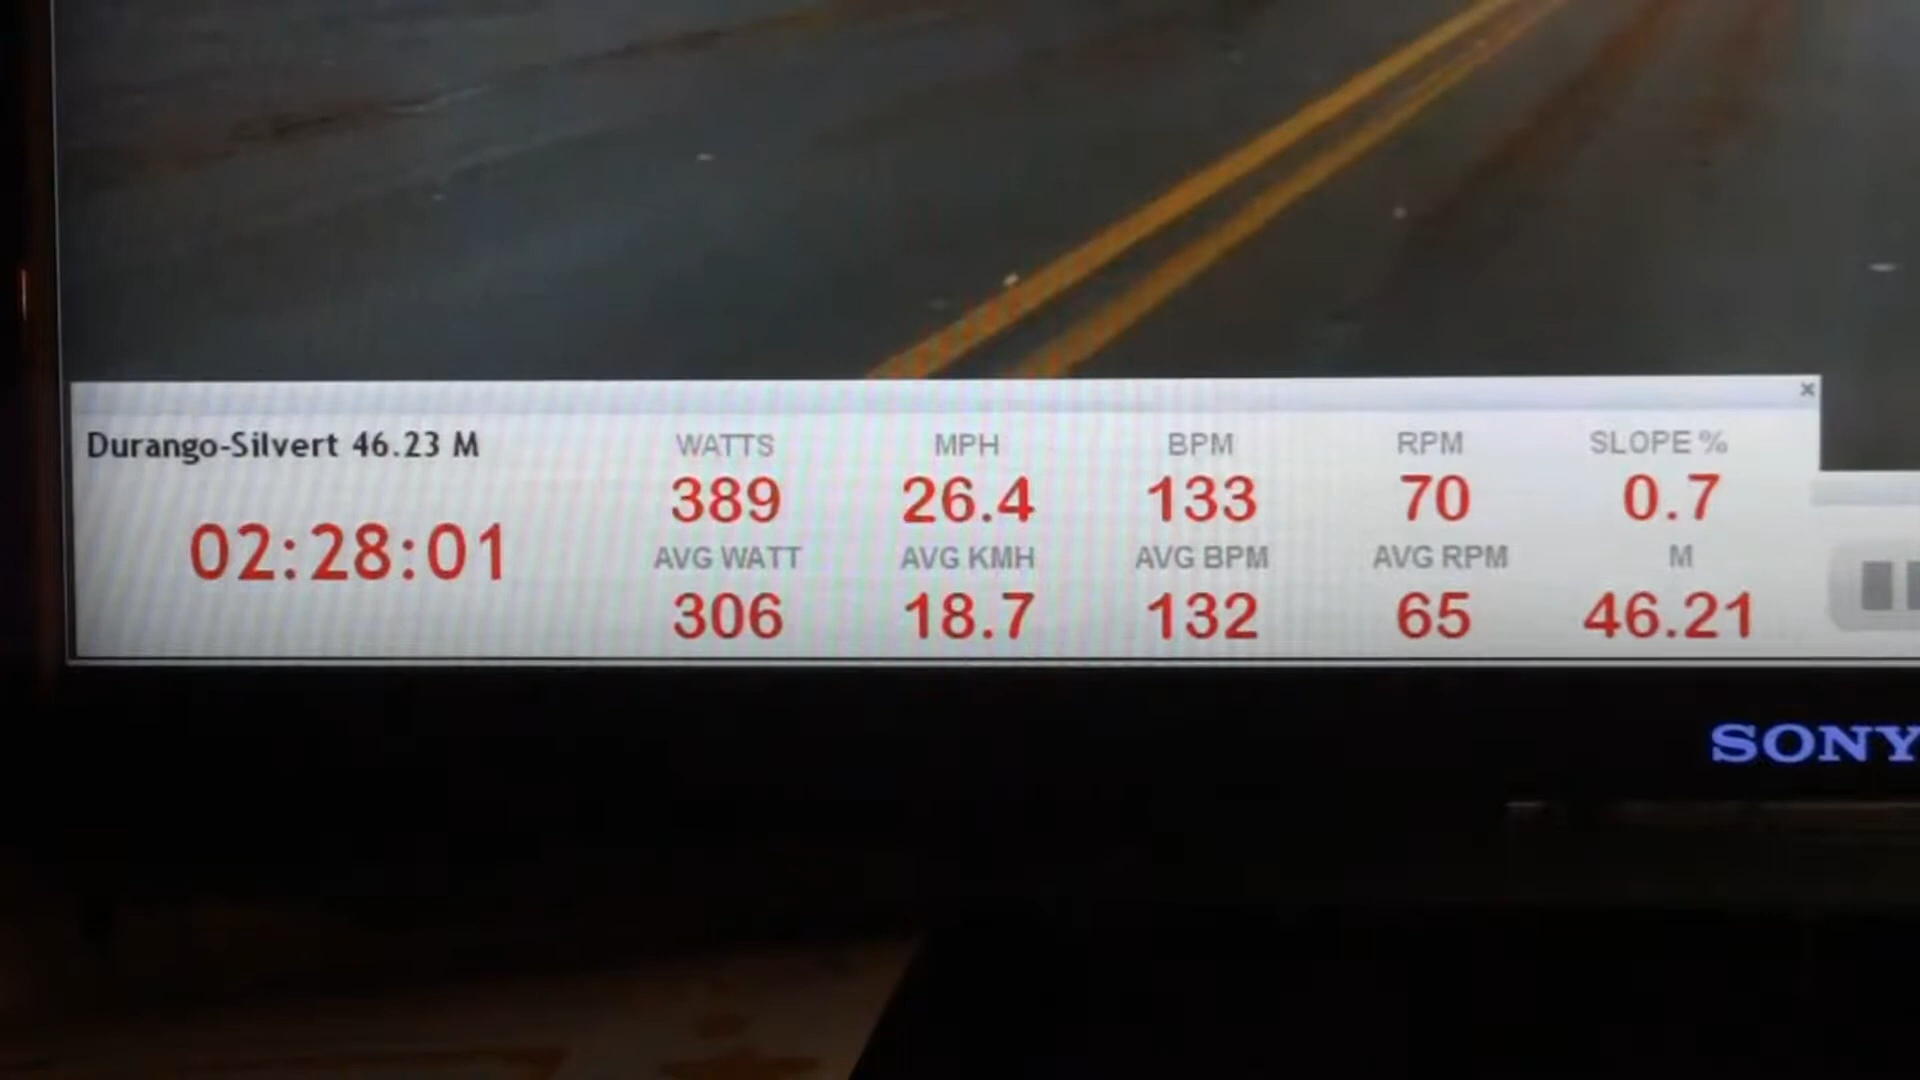 Durango-Silvert 46.23 M
02:28:01
WATTS MPH BPM RPM SLOPE %
389 26.4 133 70 0.7
AVG WATT AVG KMH AVG BPM AVG RPM M
306 18.7 132 65 46.21
SONY